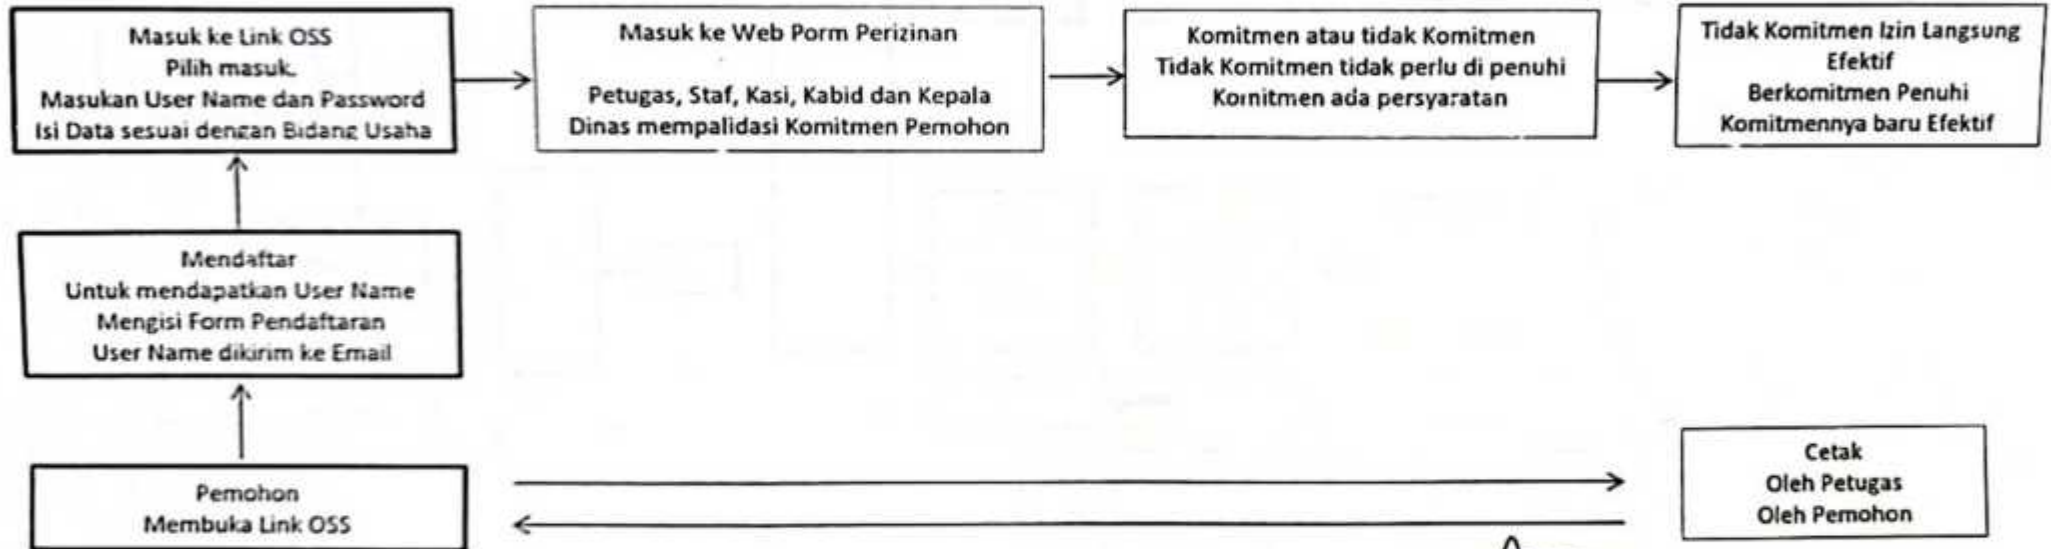 Masuk ke Link OSS
Pilih masuk.
Masukan User Name dan Password
Isi Data sesuai dengan Bidang Usaha
Masuk ke Web Porm Perizinan
Petugas, Staf, Kasi, Kabid dan Kepala
Dinas mempalidasi Komitmen Pemohon
Komitmen atau tidak Komitmen
Tidak Komitmen tidak perlu di penuhi
Komitmen ada persyaratan
Tidak Komitmen Izin Langsung
Efektif
Berkomitmen Penuhi
Komitmennya baru Efektif
Mendaftar
Untuk mendapatkan User Name
Mengisi Form Pendaftaran
User Name dikirim ke Email
Pemohon
Membuka Link OSS
Cetak
Oleh Petugas
Oleh Pemohon